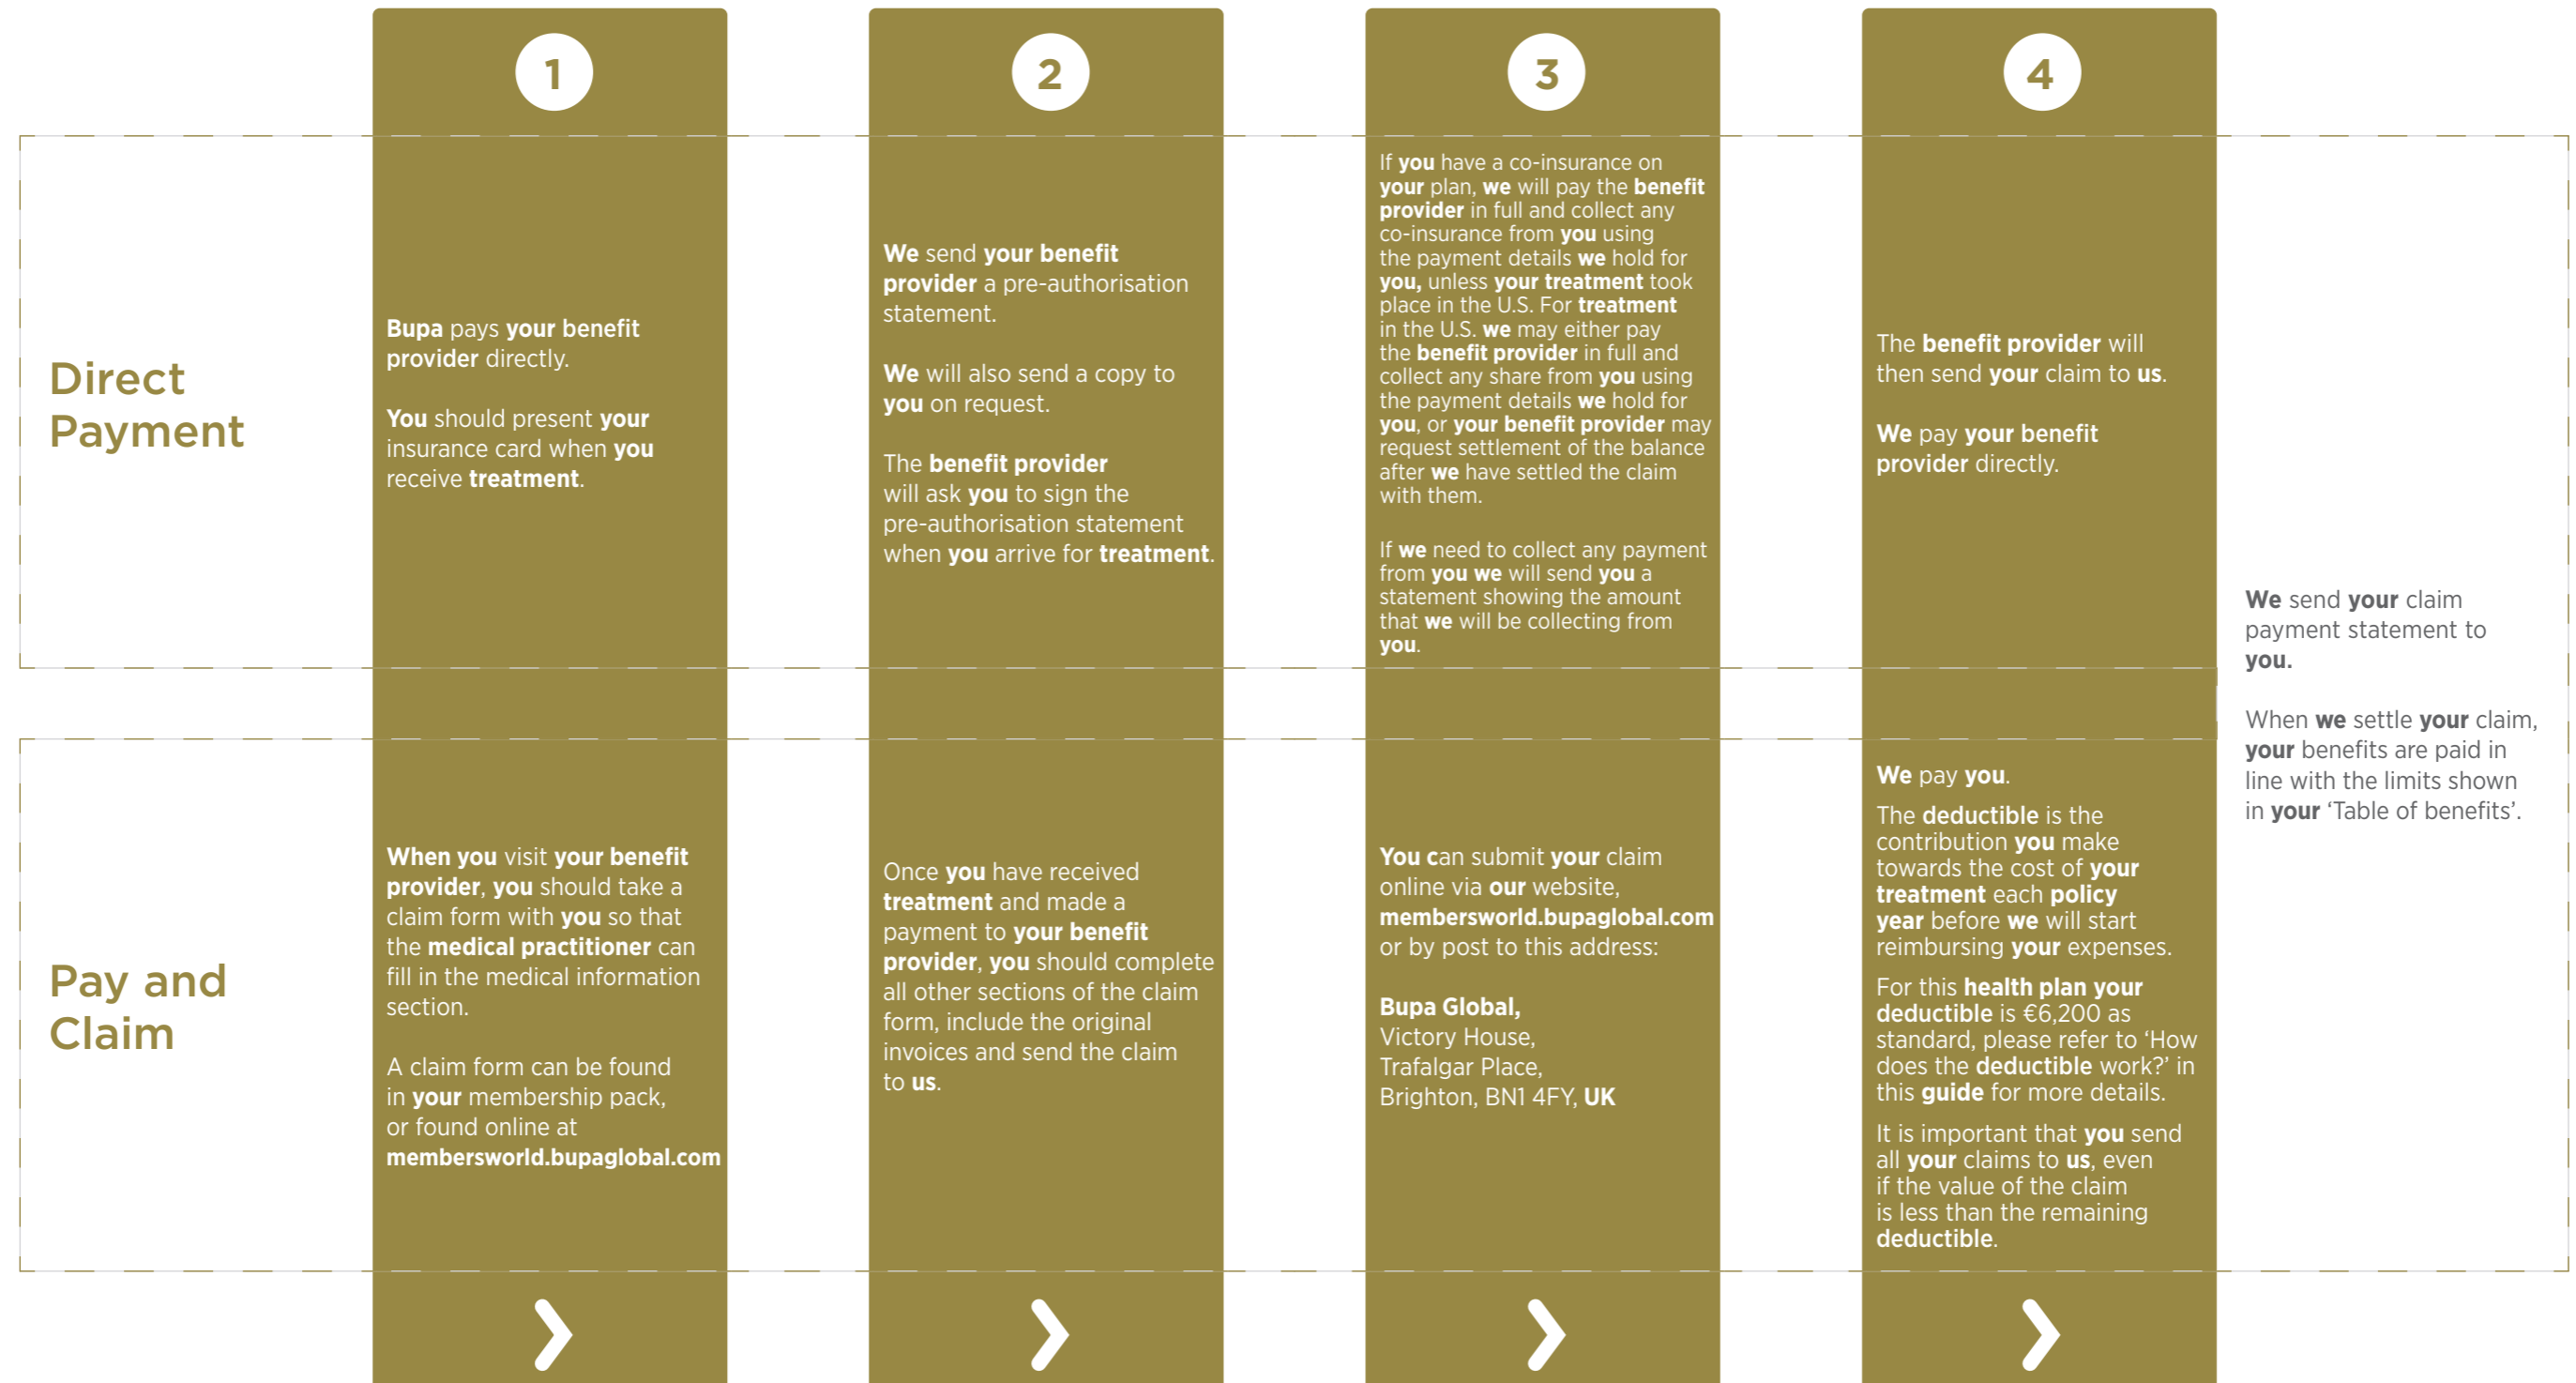 1
2
3
4
Direct
Payment
Bupa pays your benefit
provider directly.
You should present your
insurance card when you
receive treatment.
We send your benefit
provider a pre-authorisation
statement.
We will also send a copy to
you on request.
The benefit provider
will ask you to sign the
pre-authorisation statement
when you arrive for treatment.
If you have a co-insurance on
your plan, we will pay the benefit
provider in full and collect any
co-insurance from you using
the payment details we hold for
you, unless your treatment took
place in the U.S. For treatment
in the U.S. we may either pay
the benefit provider in full and
collect any share from you using
the payment details we hold for
you, or your benefit provider may
request settlement of the balance
after we have settled the claim
with them.
If we need to collect any payment
from you we will send you a
statement showing the amount
that we will be collecting from
you.
The benefit provider will
then send your claim to us.
We pay your benefit
provider directly.
Pay and
Claim
When you visit your benefit
provider, you should take a
claim form with you so that
the medical practitioner can
fill in the medical information
section.
A claim form can be found
in your membership pack,
or found online at
membersworld.bupaglobal.com
Once you have received
treatment and made a
payment to your benefit
provider, you should complete
all other sections of the claim
form, include the original
invoices and send the claim
to us.
You can submit your claim
online via our website,
membersworld.bupaglobal.com
or by post to this address:
Bupa Global,
Victory House,
Trafalgar Place,
Brighton, BN1 4FY, UK
We pay you.
The deductible is the
contribution you make
towards the cost of your
treatment each policy
year before we will start
reimbursing your expenses.
For this health plan your
deductible is €6,200 as
standard, please refer to ‘How
does the deductible work?’ in
this guide for more details.
It is important that you send
all your claims to us, even
if the value of the claim
is less than the remaining
deductible.
We send your claim
payment statement to
you.
When we settle your claim,
your benefits are paid in
line with the limits shown
in your ‘Table of benefits’.